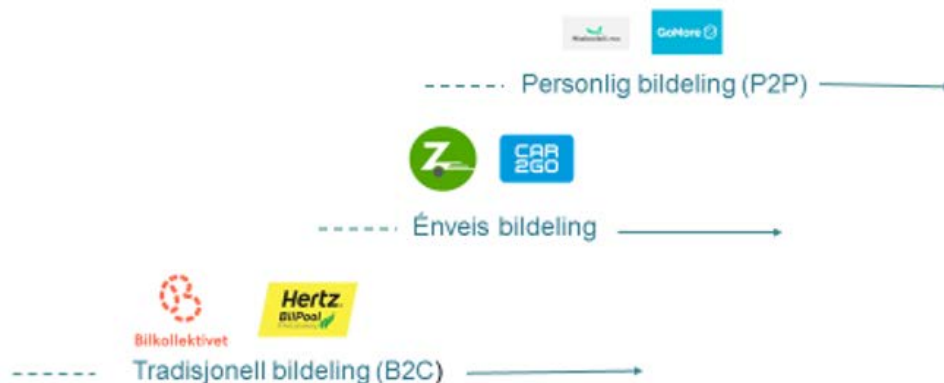 GoMore
Personlig bildeling (P2P)
Z
CAR
2GO
Énveis bildeling
Hertz
BilPool
Bilkollektivet
Tradisjonell bildeling (B2C)